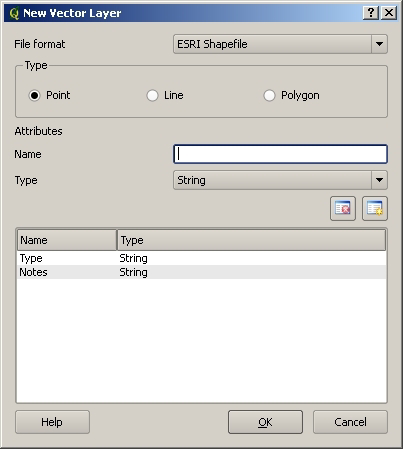 New Vector Layer
File format ESRI Shapefile
Type
Point Line Polygon
Attributes
Name
Type String
Name Type
Type String
Notes String
Help OK Cancel